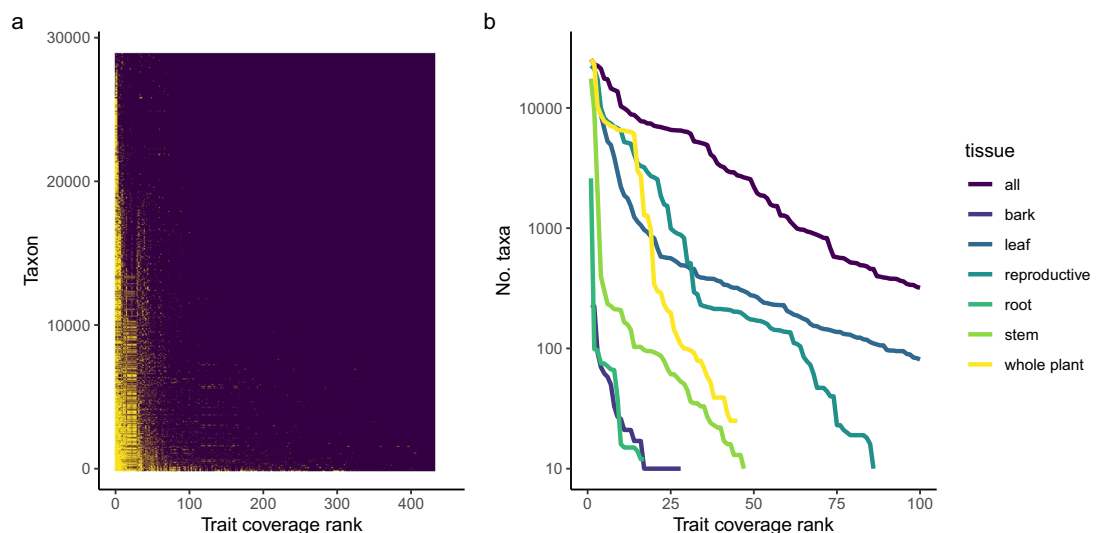 a
30000
20000
10000
0
Taxon
0 100 200 300 400
Trait coverage rank
b
10000
1000
100
10
No. taxa
0 25 50 75 100
Trait coverage rank
tissue
all
bark
leaf
reproductive
root
stem
whole plant